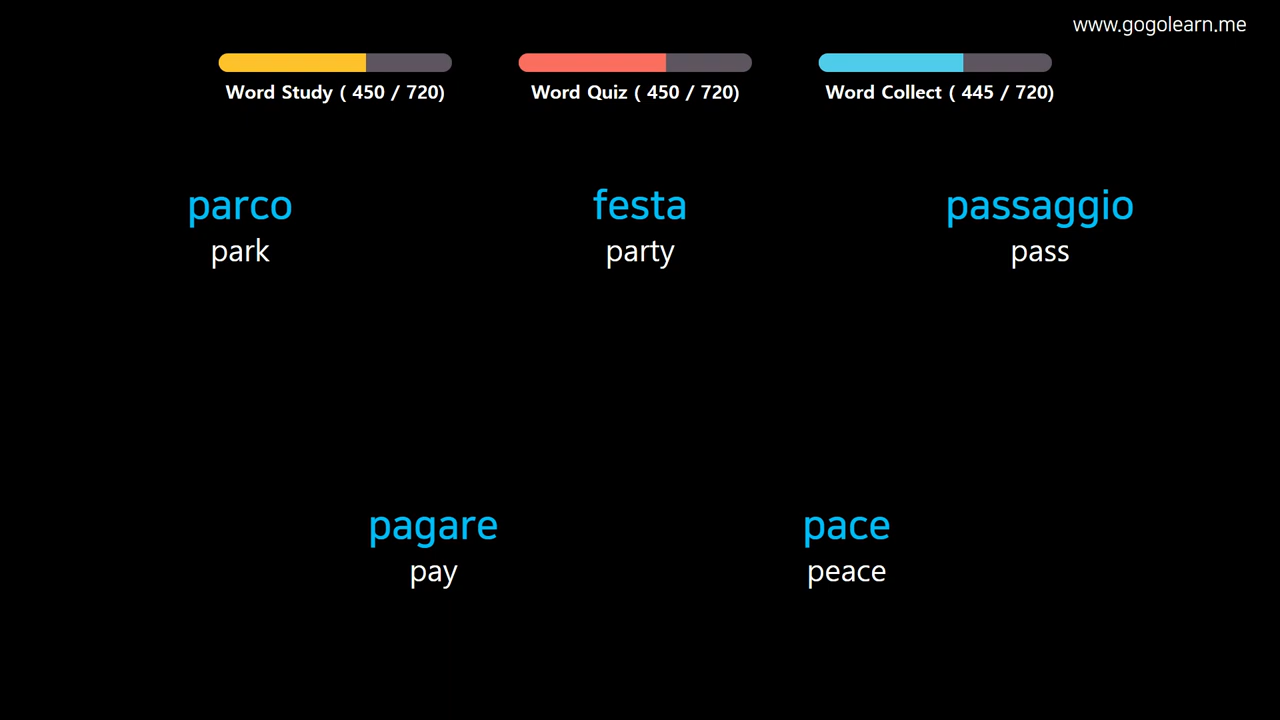 www.gogolearn.me
Word Study ( 450 / 720)
Word Quiz ( 450 / 720)
Word Collect ( 445 / 720)
parco
park
festa
party
passaggio
pass
pagare
pay
pace
peace